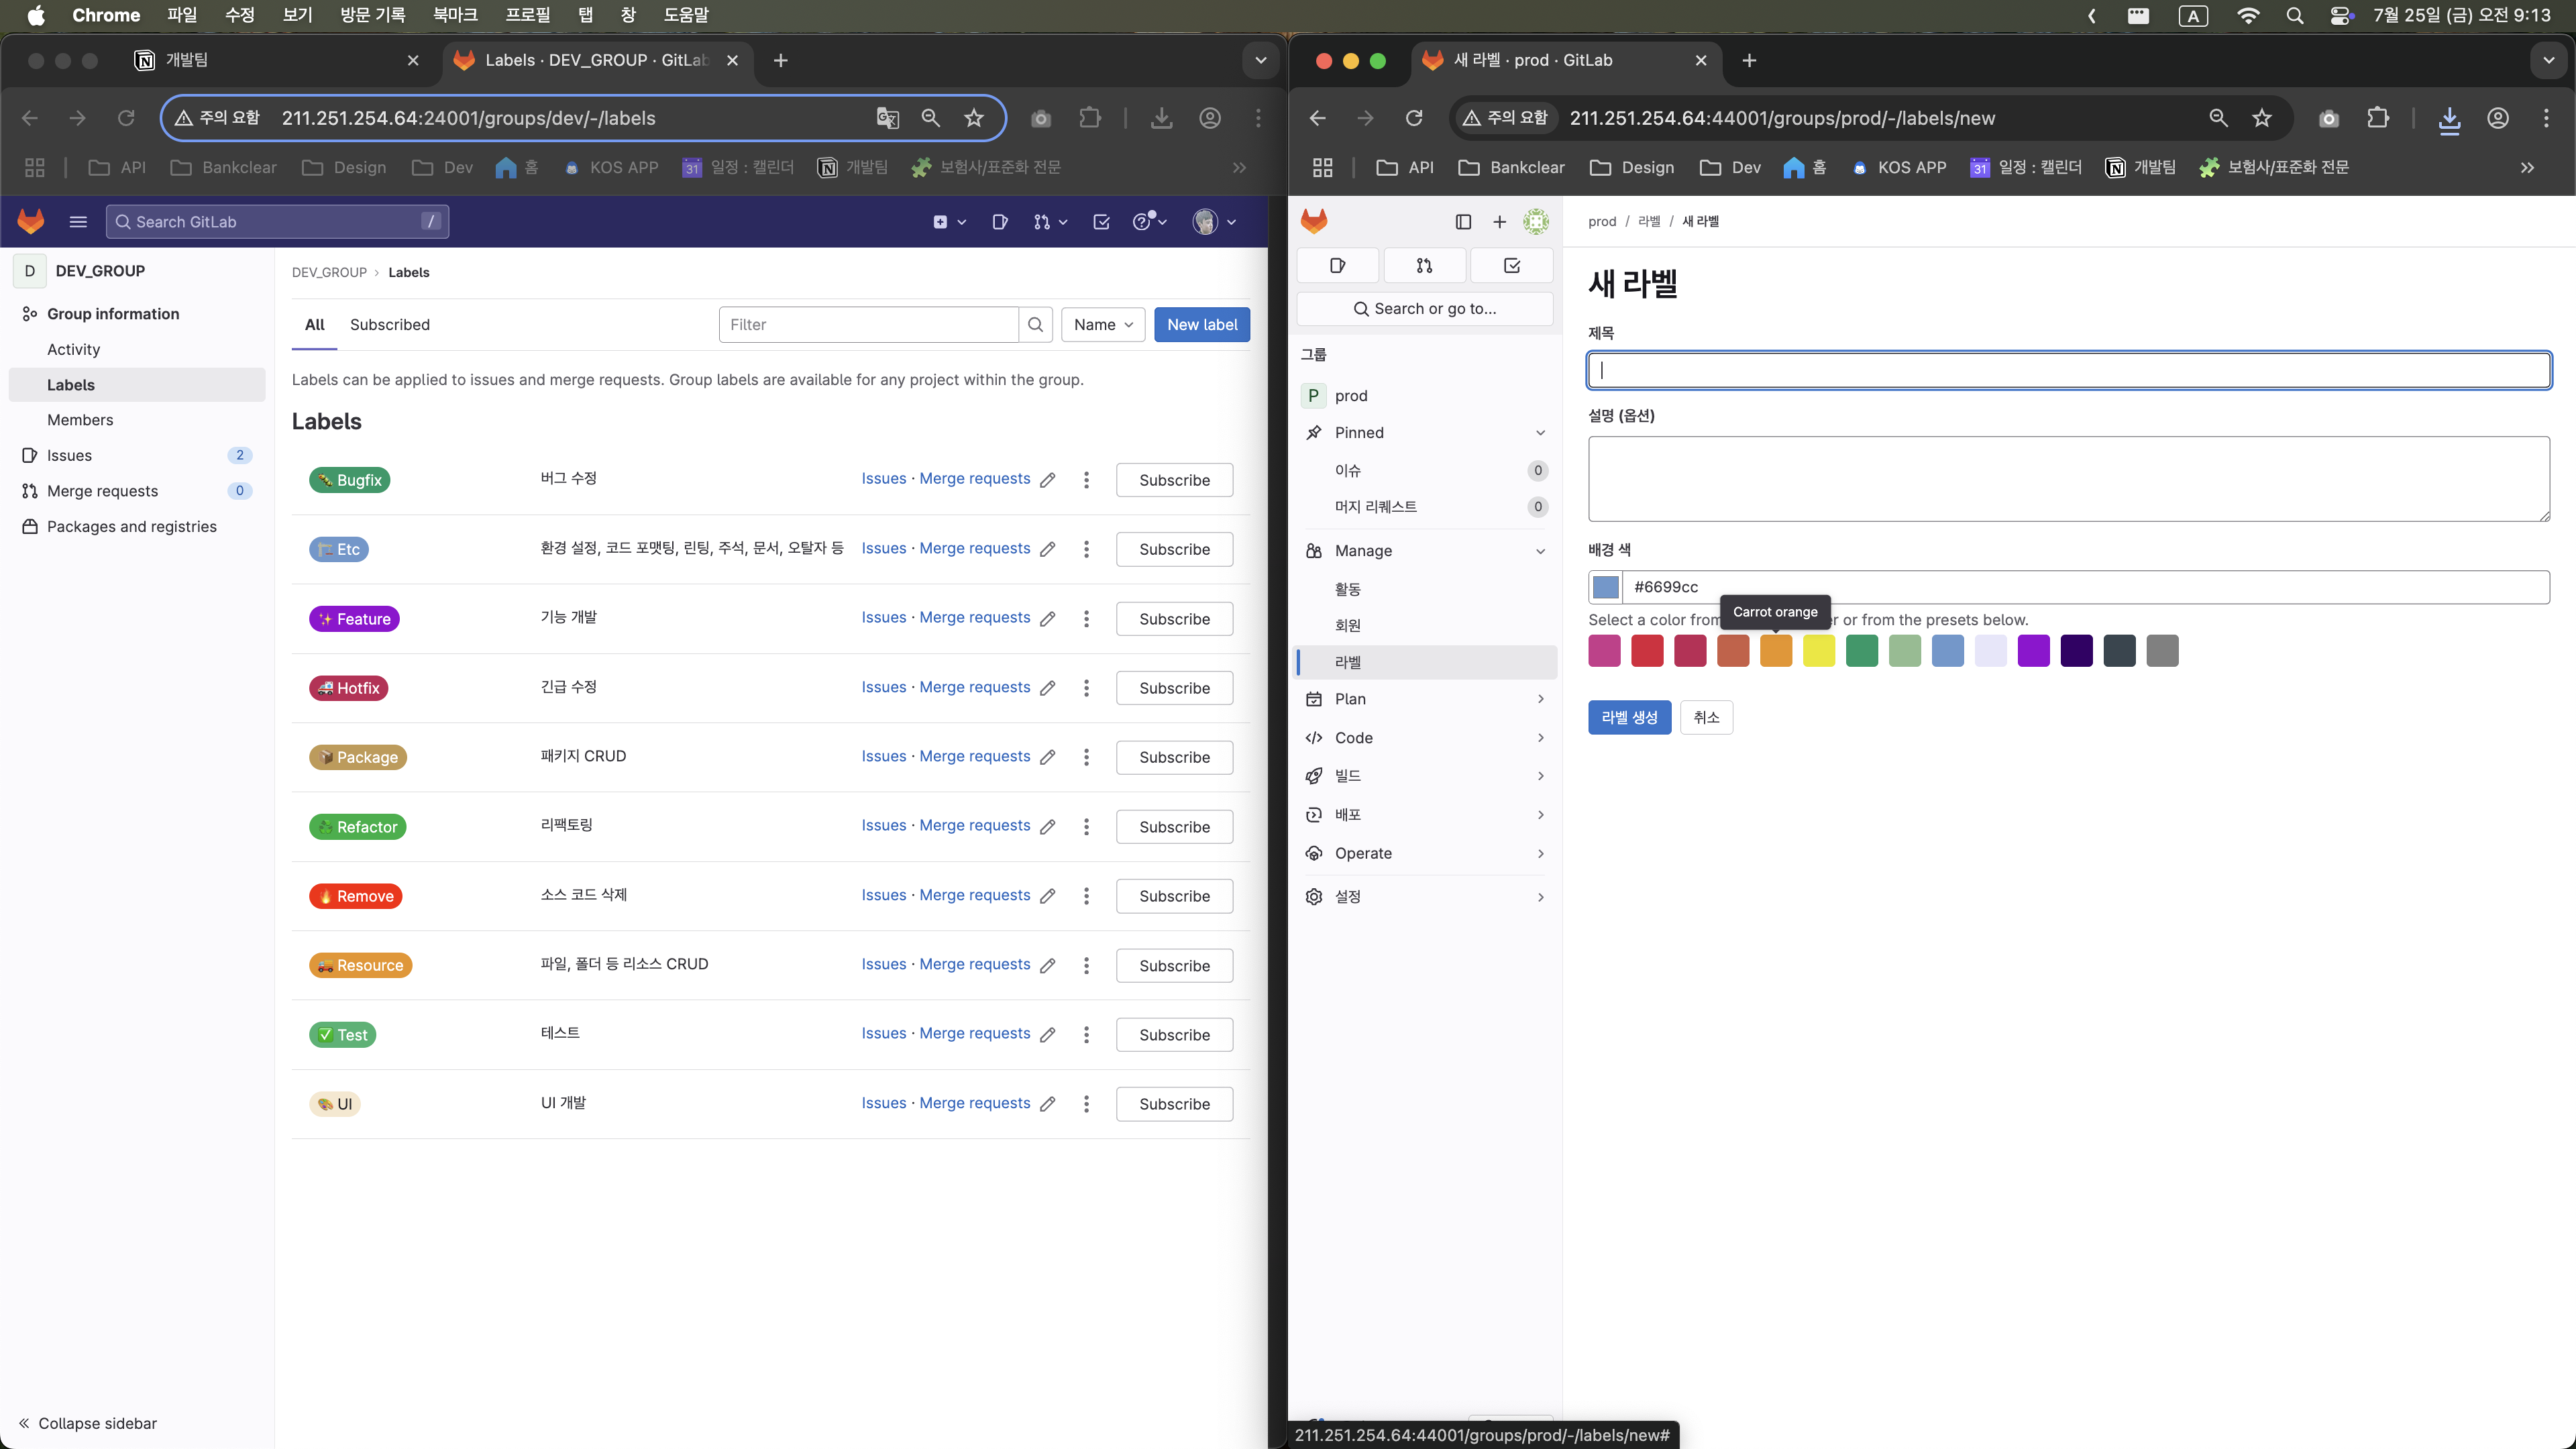 Chrome 파일 수정 보기 방문 기록 북마크 프로필 탭 창 도움말
A 7월 25일 (금) 오전 9:13
개발팀
Labels · DEV_GROUP · GitLab
주의 요함 211.251.254.64:24001/groups/dev/-/labels
API Bankclear Design Dev 홈 KOS APP 31 일정 : 캘린더 개발팀 보험사/표준화 전문
Search GitLab /
D DEV_GROUP
Group information
Activity
Labels
Members
Issues 2
Merge requests 0
Packages and registries
Collapse sidebar
DEV_GROUP › Labels
All Subscribed Filter Name New label
Labels can be applied to issues and merge requests. Group labels are available for any project within the group.
Labels
Bugfix 버그 수정 Issues · Merge requests Subscribe
Etc 환경 설정, 코드 포맷팅, 린팅, 주석, 문서, 오탈자 등 Issues · Merge requests Subscribe
Feature 기능 개발 Issues · Merge requests Subscribe
Hotfix 긴급 수정 Issues · Merge requests Subscribe
Package 패키지 CRUD Issues · Merge requests Subscribe
Refactor 리팩토링 Issues · Merge requests Subscribe
Remove 소스 코드 삭제 Issues · Merge requests Subscribe
Resource 파일, 폴더 등 리소스 CRUD Issues · Merge requests Subscribe
Test 테스트 Issues · Merge requests Subscribe
UI UI 개발 Issues · Merge requests Subscribe
새 라벨 · prod · GitLab
주의 요함 211.251.254.64:44001/groups/prod/-/labels/new
API Bankclear Design Dev 홈 KOS APP 31 일정 : 캘린더 개발팀 보험사/표준화 전문
Search or go to...
그룹
P prod
Pinned
이슈 0
머지 리퀘스트 0
Manage
활동
회원
라벨
Plan
Code
빌드
배포
Operate
설정
prod / 라벨 / 새 라벨
새 라벨
제목
설명 (옵션)
배경 색
#6699cc
Carrot orange
Select a color from er or from the presets below.
라벨 생성 취소
211.251.254.64:44001/groups/prod/-/labels/new#